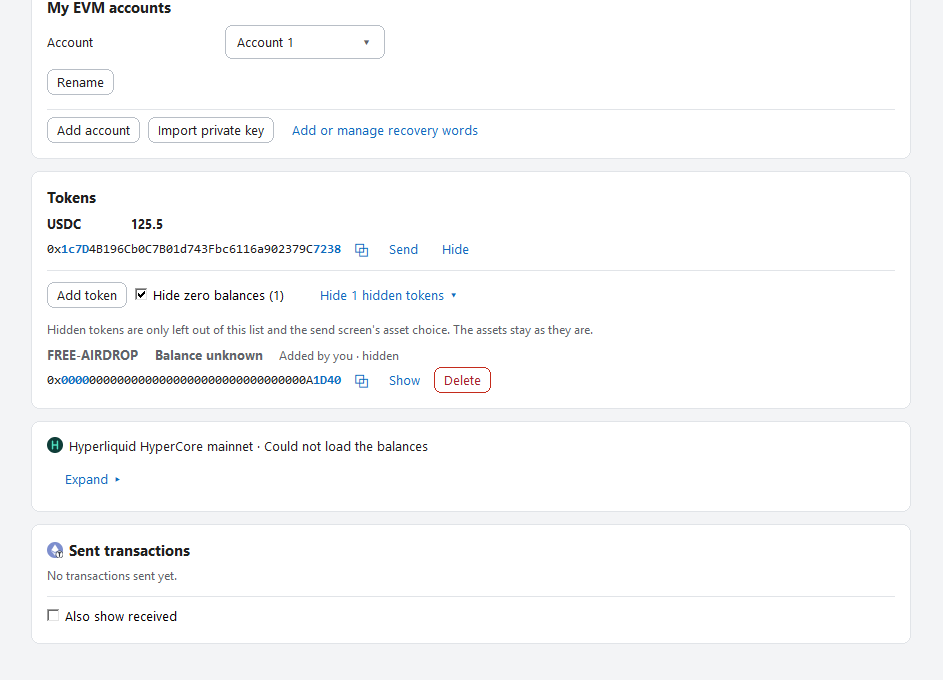 My EVM accounts
Account Account 1
Rename
Add account Import private key Add or manage recovery words
Tokens
USDC 125.5
0x1c7D4B196Cb0C7B01d743Fbc6116a902379C7238 Send Hide
Add token Hide zero balances (1) Hide 1 hidden tokens
Hidden tokens are only left out of this list and the send screen's asset choice. The assets stay as they are.
FREE-AIRDROP Balance unknown Added by you · hidden
0x000000000000000000000000000000000000A1D40 Show Delete
H Hyperliquid HyperCore mainnet · Could not load the balances
Expand
Sent transactions
No transactions sent yet.
Also show received